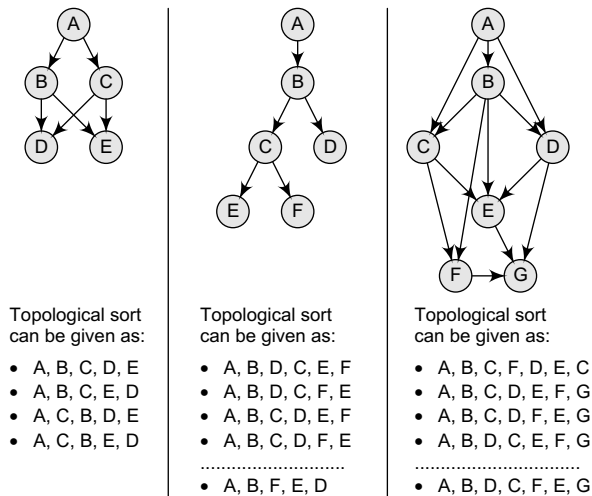 A
B C
D E
Topological sort
can be given as:
• A, B, C, D, E
• A, B, C, E, D
• A, C, B, D, E
• A, C, B, E, D
A
B
C D
E F
Topological sort
can be given as:
• A, B, D, C, E, F
• A, B, D, C, F, E
• A, B, C, D, E, F
• A, B, C, D, F, E
............................
• A, B, F, E, D
A
B
C D
E
F G
Topological sort
can be given as:
• A, B, C, F, D, E, C
• A, B, C, D, E, F, G
• A, B, C, D, F, E, G
• A, B, D, C, E, F, G
................................
• A, B, D, C, F, E, G